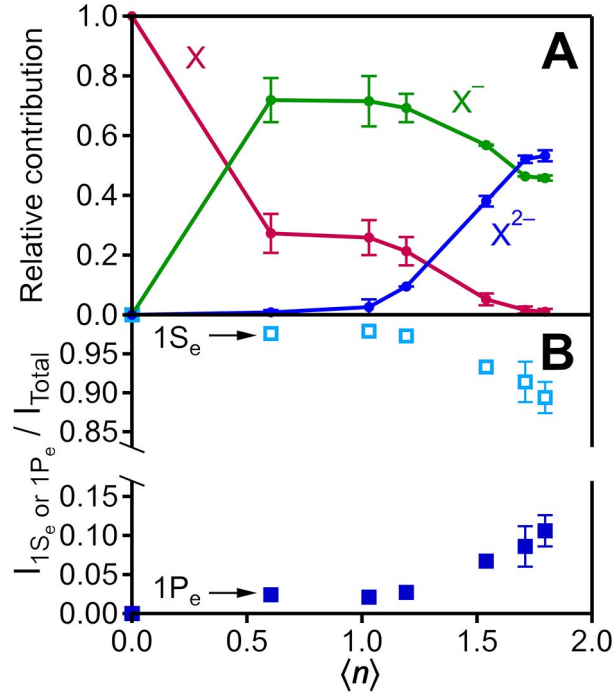 1.0
0.8
0.6
0.4
0.2
0.0
Relative contribution
X
X⁻
X²⁻
A
0.95
0.90
0.85
0.15
0.10
0.05
0.00
I1Sₑ or 1Pₑ / ITotal
1Sₑ
B
1Pₑ
0.0 0.5 1.0 1.5 2.0
⟨n⟩